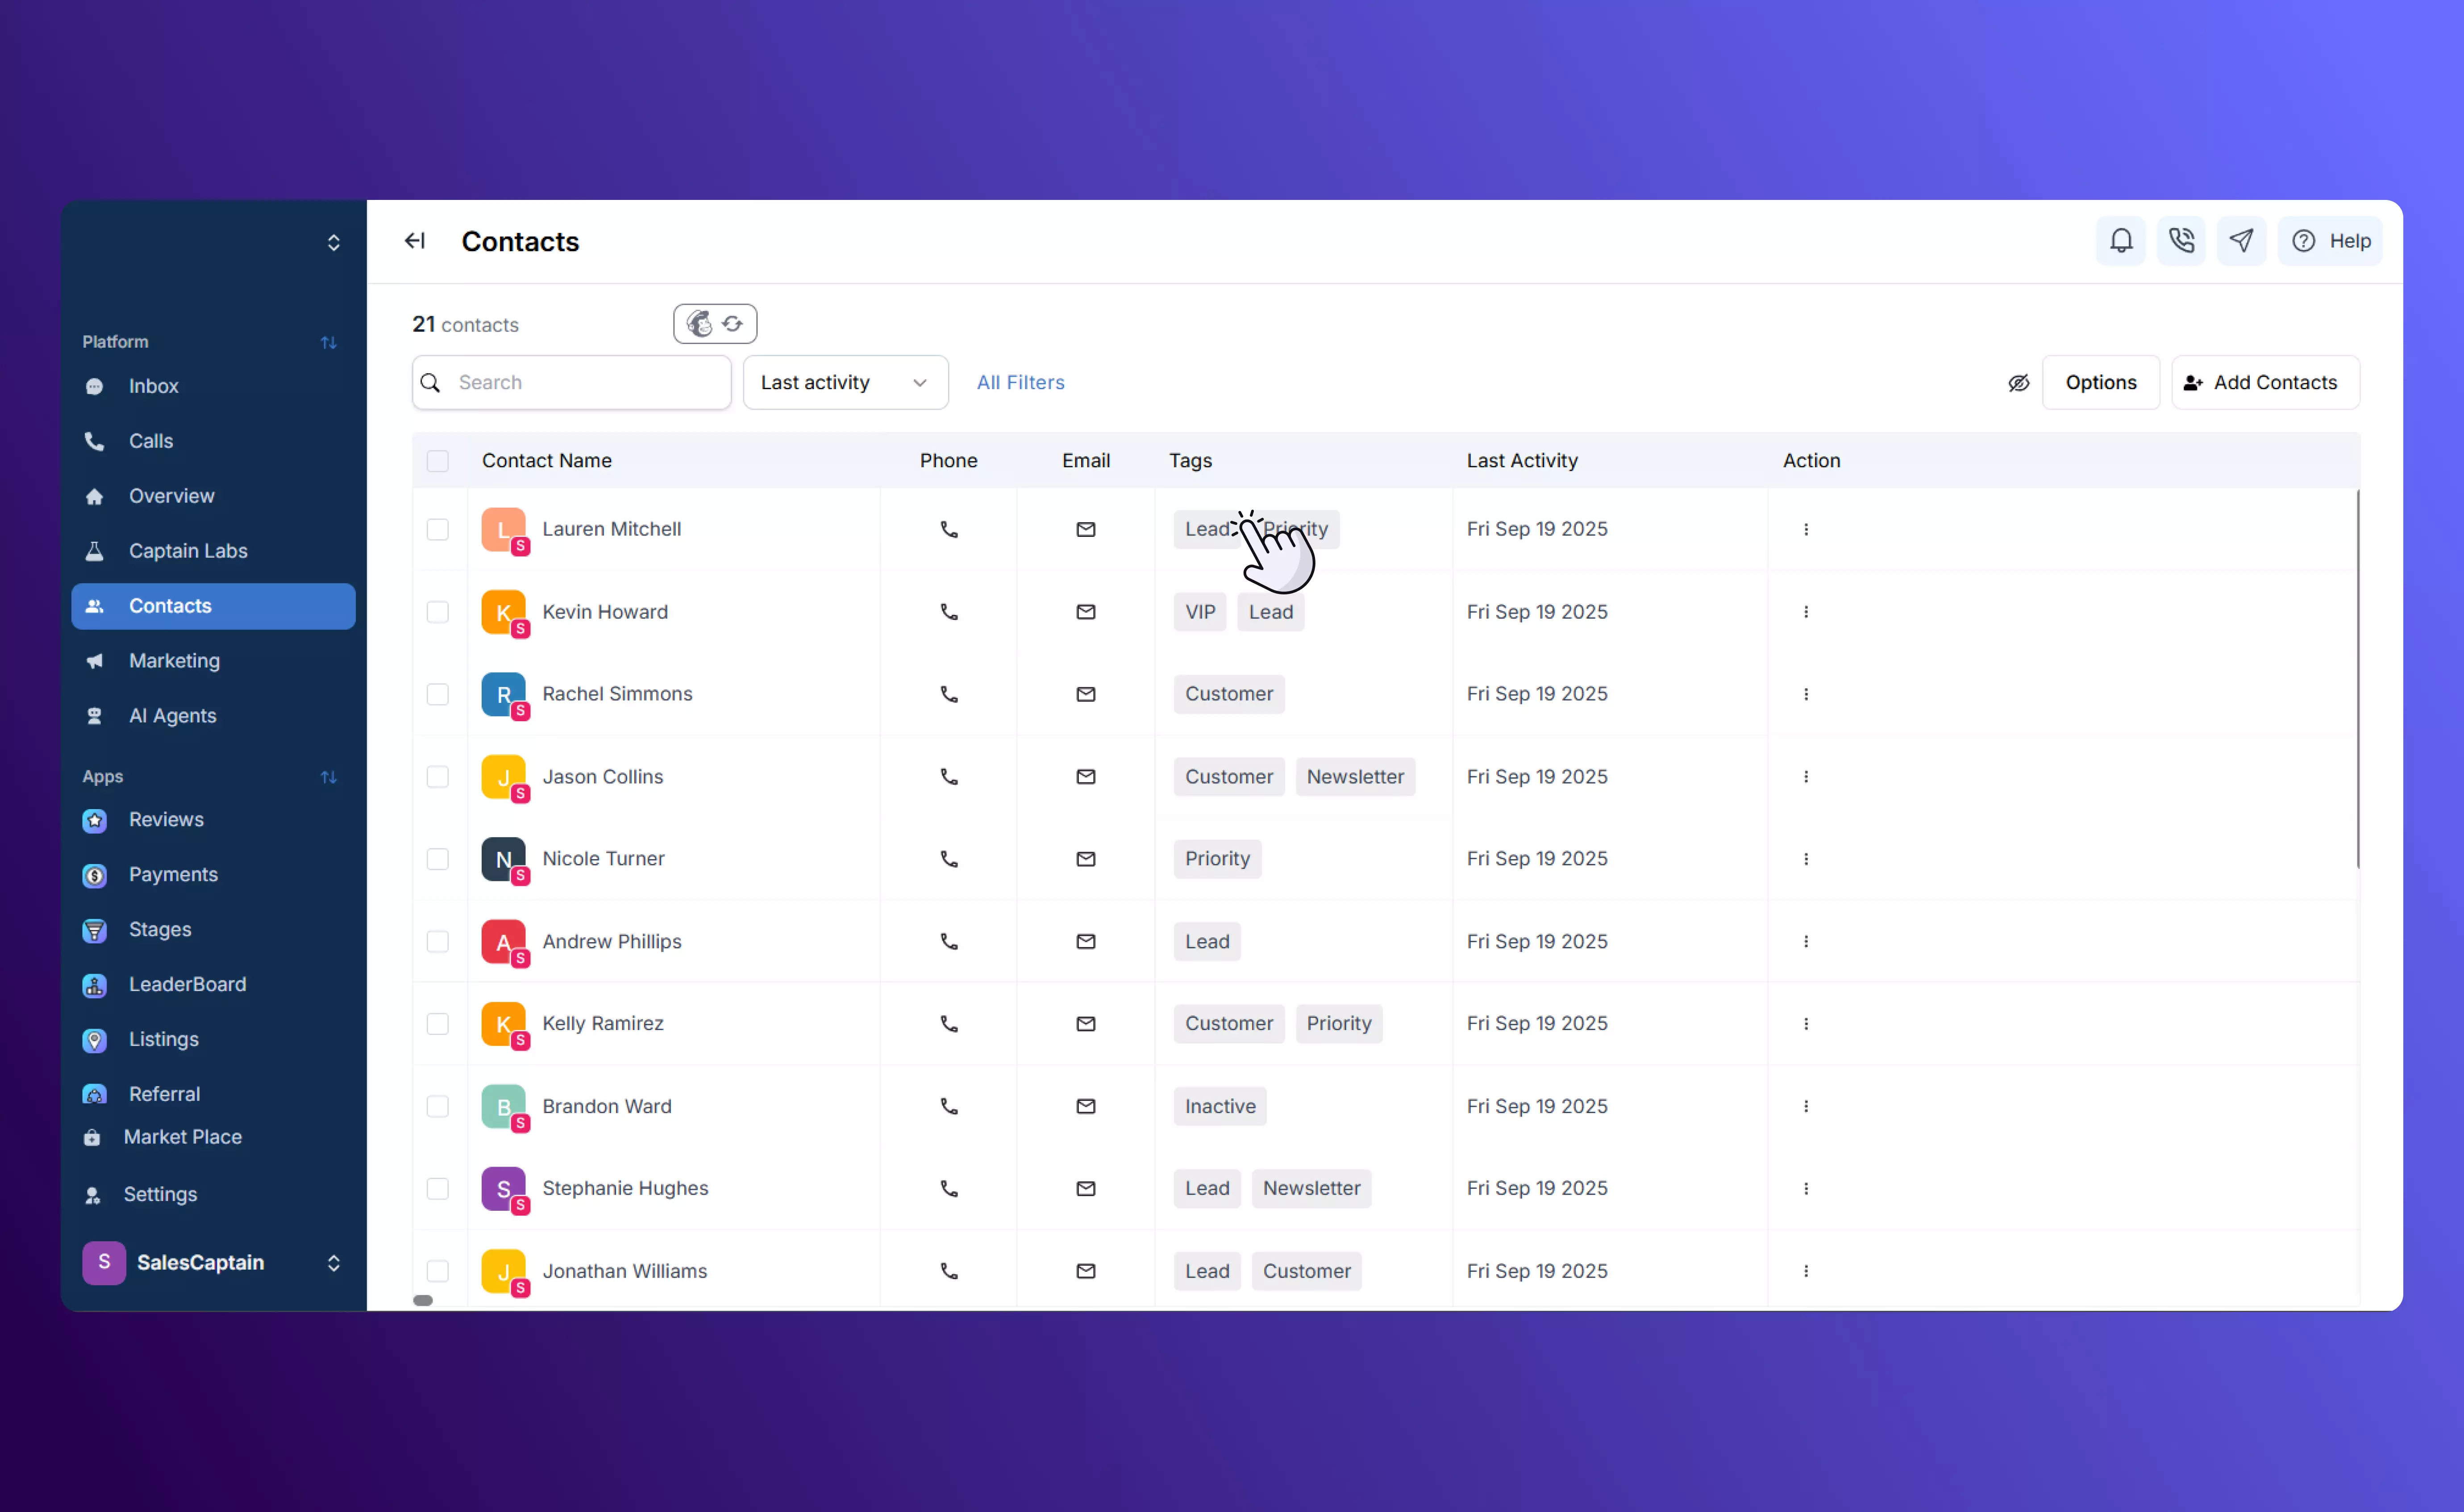 Contacts
Help
Platform
Inbox
Calls
Overview
Captain Labs
Contacts
Marketing
AI Agents
Apps
Reviews
Payments
Stages
LeaderBoard
Listings
Referral
Market Place
Settings
S SalesCaptain
21 contacts
Search
Last activity
All Filters
Options
Add Contacts
Contact Name Phone Email Tags Last Activity Action
L S Lauren Mitchell Lead Priority Fri Sep 19 2025
K S Kevin Howard VIP Lead Fri Sep 19 2025
R S Rachel Simmons Customer Fri Sep 19 2025
J S Jason Collins Customer Newsletter Fri Sep 19 2025
N S Nicole Turner Priority Fri Sep 19 2025
A S Andrew Phillips Lead Fri Sep 19 2025
K S Kelly Ramirez Customer Priority Fri Sep 19 2025
B S Brandon Ward Inactive Fri Sep 19 2025
S S Stephanie Hughes Lead Newsletter Fri Sep 19 2025
J S Jonathan Williams Lead Customer Fri Sep 19 2025